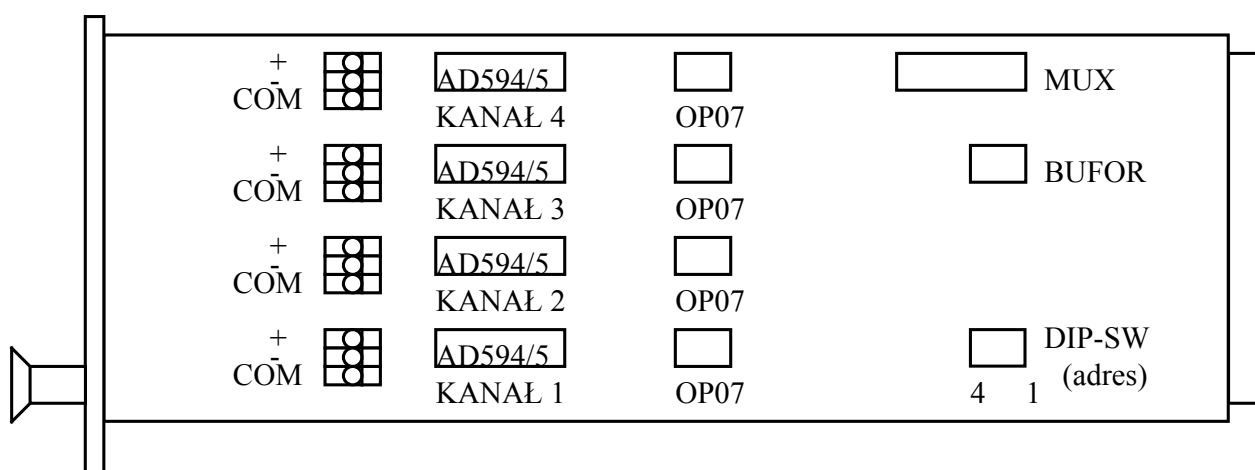 + AD594/5 MUX
-
COM KANAŁ 4 OP07
+ AD594/5 BUFOR
-
COM KANAŁ 3 OP07
+ AD594/5
-
COM KANAŁ 2 OP07
+ AD594/5 DIP-SW
-
COM (adres)
KANAŁ 1 OP07 4 1